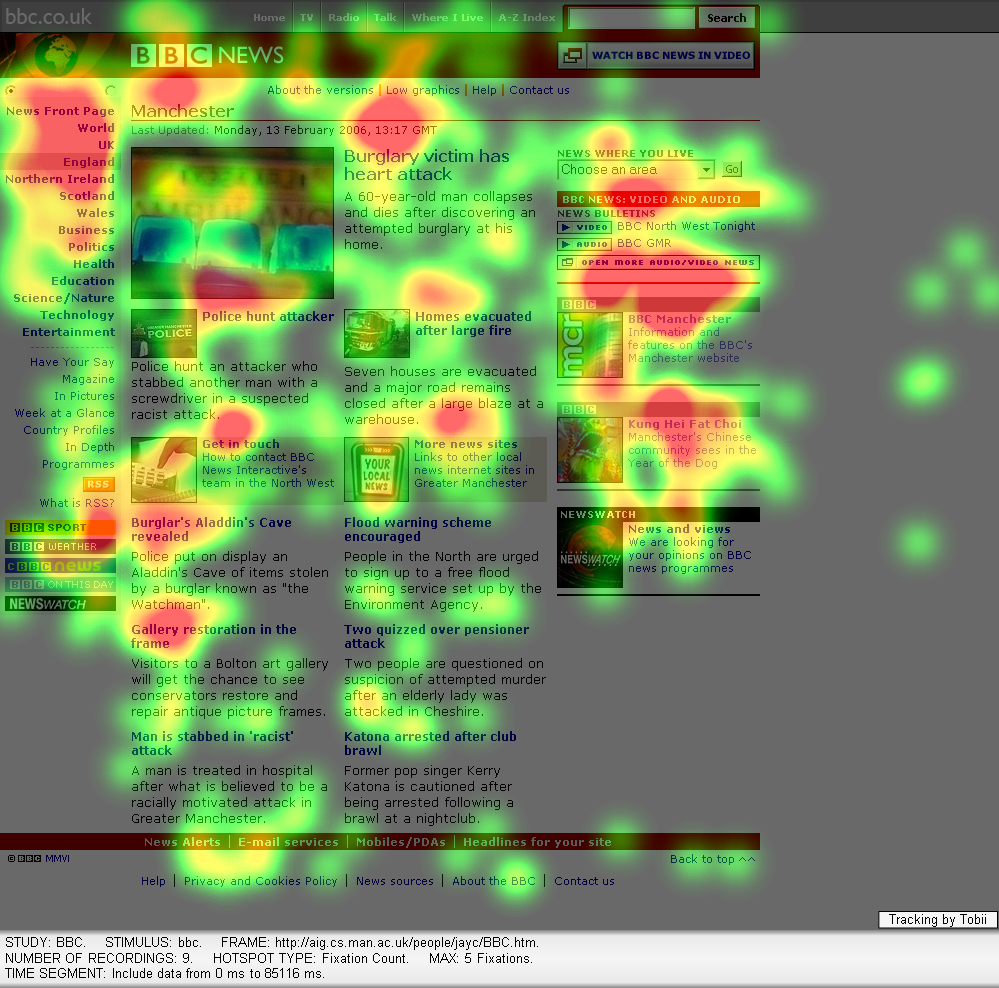 bbc.co.uk
Home TV Radio Talk Where I Live A-Z Index Search
BBC NEWS
WATCH BBC NEWS IN VIDEO
About the versions | Low graphics | Help | Contact us
News Front Page
World
UK
England
Northern Ireland
Scotland
Wales
Business
Politics
Health
Education
Science/Nature
Technology
Entertainment
Have Your Say
Magazine
In Pictures
Week at a Glance
Country Profiles
In Depth
Programmes
RSS
What is RSS?
BBC SPORT
BBC WEATHER
CBBC news
BBC ON THIS DAY
NEWSWATCH
Manchester
Last Updated: Monday, 13 February 2006, 13:17 GMT
Burglary victim has
heart attack
A 60-year-old man collapses
and dies after discovering an
attempted burglary at his
home.
POLICE
Police hunt attacker
Police hunt an attacker who
stabbed another man with a
screwdriver in a suspected
racist attack.
Homes evacuated
after large fire
Seven houses are evacuated
and a major road remains
closed after a large blaze at a
warehouse.
Get in touch
How to contact BBC
News Interactive's
team in the North West
YOUR
LOCAL
NEWS
More news sites
Links to other local
news internet sites in
Greater Manchester
Burglar's Aladdin's Cave
revealed
Police put on display an
Aladdin's Cave of items stolen
by a burglar known as "the
Watchman".
Flood warning scheme
encouraged
People in the North are urged
to sign up to a free flood
warning service set up by the
Environment Agency.
Gallery restoration in the
frame
Visitors to a Bolton art gallery
will get the chance to see
conservators restore and
repair antique picture frames.
Two quizzed over pensioner
attack
Two people are questioned on
suspicion of attempted murder
after an elderly lady was
attacked in Cheshire.
Man is stabbed in 'racist'
attack
A man is treated in hospital
after what is believed to be a
racially motivated attack in
Greater Manchester.
Katona arrested after club
brawl
Former pop singer Kerry
Katona is cautioned after
being arrested following a
brawl at a nightclub.
NEWS WHERE YOU LIVE
Choose an area Go
BBC NEWS: VIDEO AND AUDIO
NEWS BULLETINS
VIDEO BBC North West Tonight
AUDIO BBC GMR
OPEN MORE AUDIO/VIDEO NEWS
BBC
mcr
BBC Manchester
Information and
features on the BBC's
Manchester website
BBC
Kung Hei Fat Choi
Manchester's Chinese
community sees in the
Year of the Dog
NEWSWATCH
NEWSWATCH
News and views
We are looking for
your opinions on BBC
news programmes
News Alerts | E-mail services | Mobiles/PDAs | Headlines for your site
© BBC MMVI
Back to top ^^
Help | Privacy and Cookies Policy | News sources | About the BBC | Contact us
Tracking by Tobii
STUDY: BBC. STIMULUS: bbc. FRAME: http://aig.cs.man.ac.uk/people/jayc/BBC.htm.
NUMBER OF RECORDINGS: 9. HOTSPOT TYPE: Fixation Count. MAX: 5 Fixations.
TIME SEGMENT: Include data from 0 ms to 85116 ms.